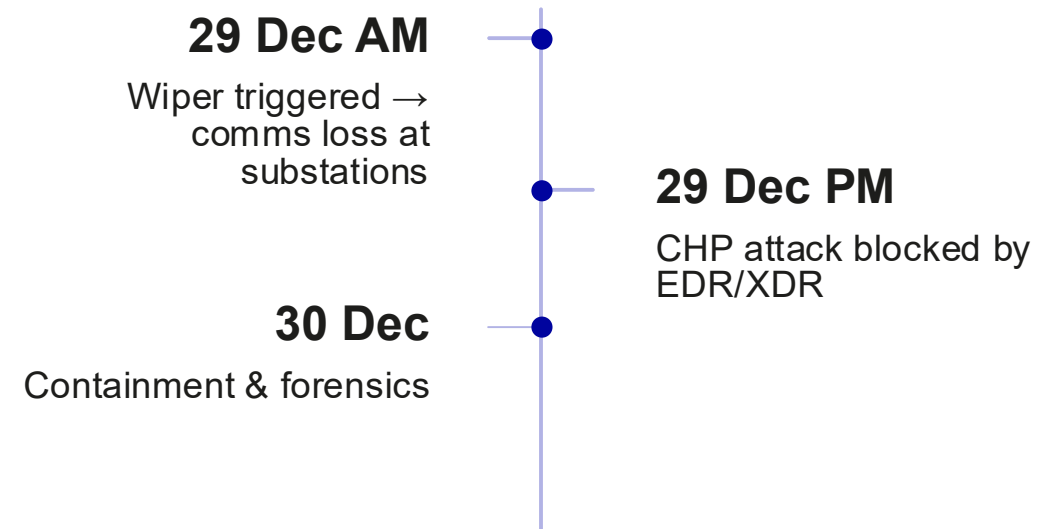 29 Dec AM
Wiper triggered →
comms loss at
substations
29 Dec PM
CHP attack blocked by
EDR/XDR
30 Dec
Containment & forensics